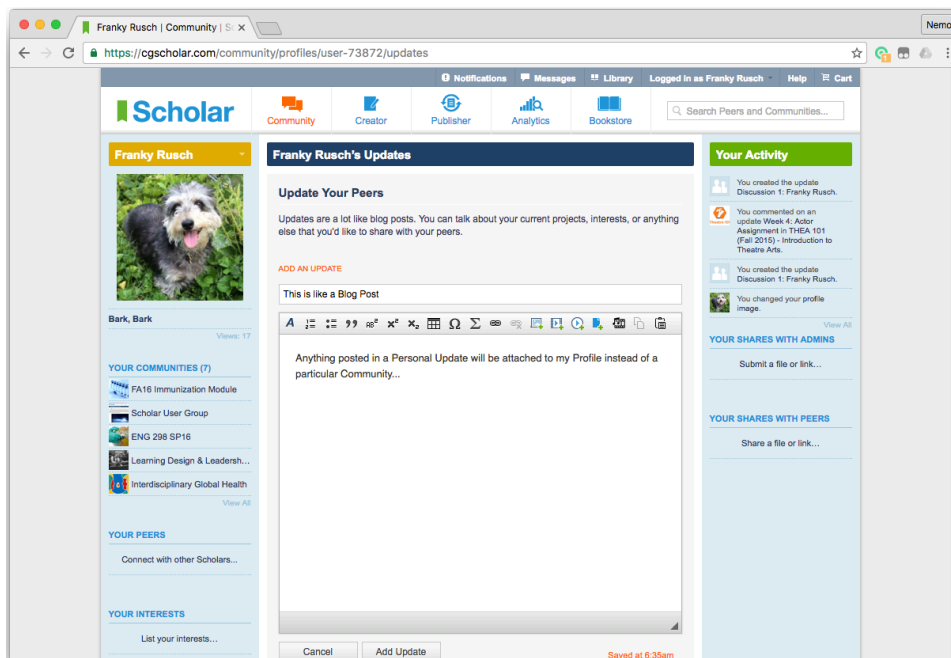 Franky Rusch | Community | Sc
Nemo
https://cgscholar.com/community/profiles/user-73872/updates
Notifications Messages Library Logged in as Franky Rusch Help Cart
Scholar
Community Creator Publisher Analytics Bookstore
Search Peers and Communities...
Franky Rusch
Bark, Bark
Views: 17
YOUR COMMUNITIES (7)
FA16 Immunization Module
Scholar User Group
ENG 298 SP16
Learning Design & Leadersh...
Interdisciplinary Global Health
View All
YOUR PEERS
Connect with other Scholars...
YOUR INTERESTS
List your interests...
Franky Rusch's Updates
Update Your Peers
Updates are a lot like blog posts. You can talk about your current projects, interests, or anything
else that you'd like to share with your peers.
ADD AN UPDATE
This is like a Blog Post
Anything posted in a Personal Update will be attached to my Profile instead of a
particular Community...
Cancel Add Update
Saved at 6:35am
Your Activity
You created the update
Discussion 1: Franky Rusch.
You commented on an
update Week 4: Actor
Assignment in THEA 101
(Fall 2015) - Introduction to
Theatre Arts.
You created the update
Discussion 1: Franky Rusch.
You changed your profile
image.
View All
YOUR SHARES WITH ADMINS
Submit a file or link...
YOUR SHARES WITH PEERS
Share a file or link...